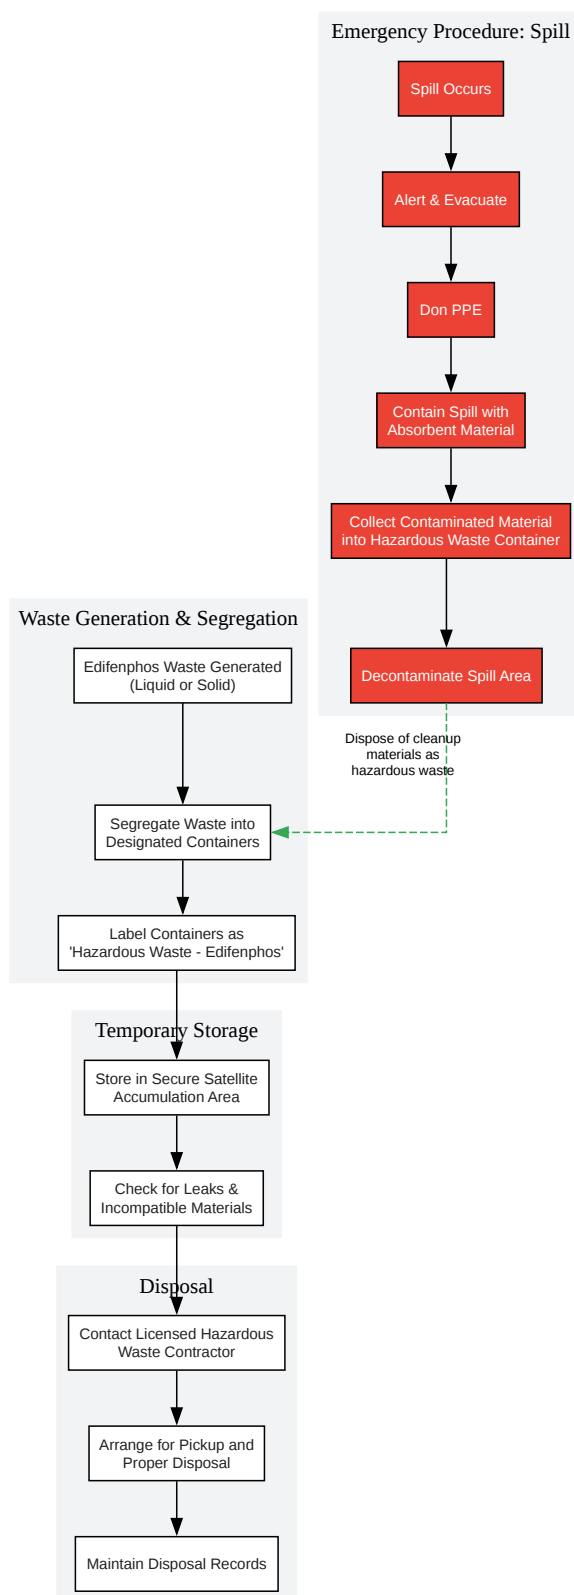 Emergency Procedure: Spill
Spill Occurs
Alert & Evacuate
Don PPE
Contain Spill with
Absorbent Material
Collect Contaminated Material
into Hazardous Waste Container
Decontaminate Spill Area
Dispose of cleanup
materials as
hazardous waste
Waste Generation & Segregation
Edifenphos Waste Generated
(Liquid or Solid)
Segregate Waste into
Designated Containers
Label Containers as
'Hazardous Waste - Edifenphos'
Temporary Storage
Store in Secure Satellite
Accumulation Area
Check for Leaks &
Incompatible Materials
Disposal
Contact Licensed Hazardous
Waste Contractor
Arrange for Pickup and
Proper Disposal
Maintain Disposal Records